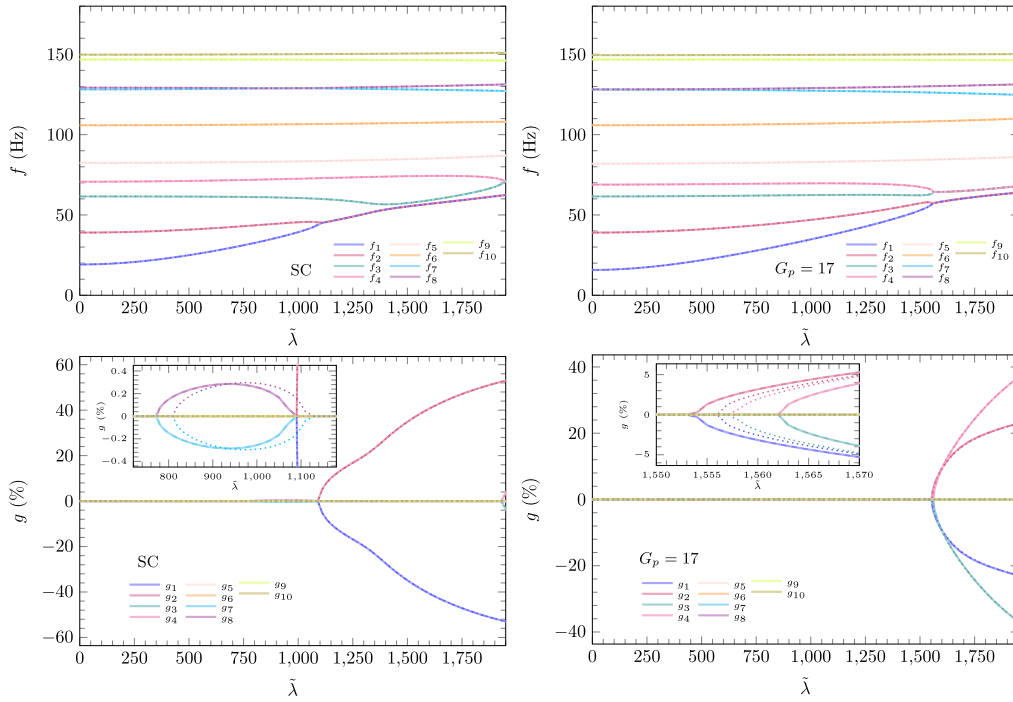 150
100
50
0
f (Hz)
0 250 500 750 1,000 1,250 1,500 1,750
λ̃
SC
f₁ f₅ f₉
f₂ f₆ f₁₀
f₃ f₇
f₄ f₈
150
100
50
0
f (Hz)
0 250 500 750 1,000 1,250 1,500 1,750
λ̃
Gₚ = 17
f₁ f₅ f₉
f₂ f₆ f₁₀
f₃ f₇
f₄ f₈
60
40
20
0
−20
−40
−60
g (%)
0 250 500 750 1,000 1,250 1,500 1,750
λ̃
0.4
0.2
0
−0.2
−0.4
g (%)
800 900 1,000 1,100
λ̃
SC
g₁ g₅ g₉
g₂ g₆ g₁₀
g₃ g₇
g₄ g₈
40
20
0
−20
−40
g (%)
0 250 500 750 1,000 1,250 1,500 1,750
λ̃
5
0
−5
g (%)
1,550 1,555 1,560 1,565 1,570
λ̃
Gₚ = 17
g₁ g₅ g₉
g₂ g₆ g₁₀
g₃ g₇
g₄ g₈